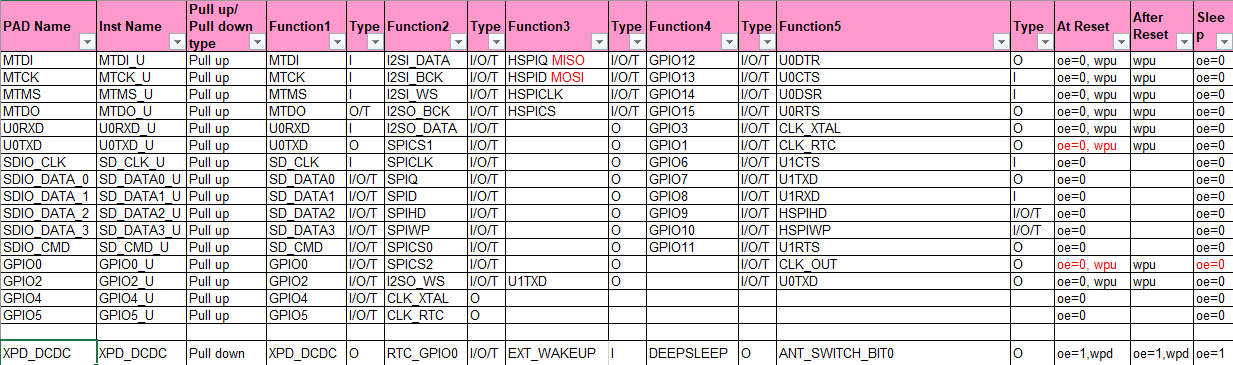 PAD Name Inst Name Pull up/ Pull down type Function1 Type Function2 Type Function3 Type Function4 Type Function5 Type At Reset After Reset Sleep
MTDI MTDI_U Pull up MTDI I I2SI_DATA I/O/T HSPIQ MISO I/O/T GPIO12 I/O/T U0DTR O oe=0, wpu wpu oe=0
MTCK MTCK_U Pull up MTCK I I2SI_BCK I/O/T HSPID MOSI I/O/T GPIO13 I/O/T U0CTS I oe=0, wpu wpu oe=0
MTMS MTMS_U Pull up MTMS I I2SI_WS I/O/T HSPICLK I/O/T GPIO14 I/O/T U0DSR I oe=0, wpu wpu oe=0
MTDO MTDO_U Pull up MTDO O/T I2SO_BCK I/O/T HSPICS I/O/T GPIO15 I/O/T U0RTS O oe=0, wpu wpu oe=0
U0RXD U0RXD_U Pull up U0RXD I I2SO_DATA I/O/T O GPIO3 I/O/T CLK_XTAL O oe=0, wpu wpu oe=0
U0TXD U0TXD_U Pull up U0TXD O SPICS1 I/O/T O GPIO1 I/O/T CLK_RTC O oe=0, wpu wpu oe=0
SDIO_CLK SD_CLK_U Pull up SD_CLK I SPICLK I/O/T O GPIO6 I/O/T U1CTS I oe=0 oe=0
SDIO_DATA_0 SD_DATA0_U Pull up SD_DATA0 I/O/T SPIQ I/O/T O GPIO7 I/O/T U1TXD O oe=0 oe=0
SDIO_DATA_1 SD_DATA1_U Pull up SD_DATA1 I/O/T SPID I/O/T O GPIO8 I/O/T U1RXD I oe=0 oe=0
SDIO_DATA_2 SD_DATA2_U Pull up SD_DATA2 I/O/T SPIHD I/O/T O GPIO9 I/O/T HSPIHD I/O/T oe=0 oe=0
SDIO_DATA_3 SD_DATA3_U Pull up SD_DATA3 I/O/T SPIWP I/O/T O GPIO10 I/O/T HSPIWP I/O/T oe=0 oe=0
SDIO_CMD SD_CMD_U Pull up SD_CMD I/O/T SPICS0 I/O/T O GPIO11 I/O/T U1RTS O oe=0 oe=0
GPIO0 GPIO0_U Pull up GPIO0 I/O/T SPICS2 I/O/T O I/O/T CLK_OUT O oe=0, wpu wpu oe=0
GPIO2 GPIO2_U Pull up GPIO2 I/O/T I2SO_WS I/O/T U1TXD O I/O/T U0TXD O oe=0, wpu wpu oe=0
GPIO4 GPIO4_U Pull up GPIO4 I/O/T CLK_XTAL O oe=0 oe=0
GPIO5 GPIO5_U Pull up GPIO5 I/O/T CLK_RTC O oe=0 oe=0
XPD_DCDC XPD_DCDC Pull down XPD_DCDC O RTC_GPIO0 I/O/T EXT_WAKEUP I DEEPSLEEP O ANT_SWITCH_BIT0 O oe=1,wpd oe=1,wpd oe=1